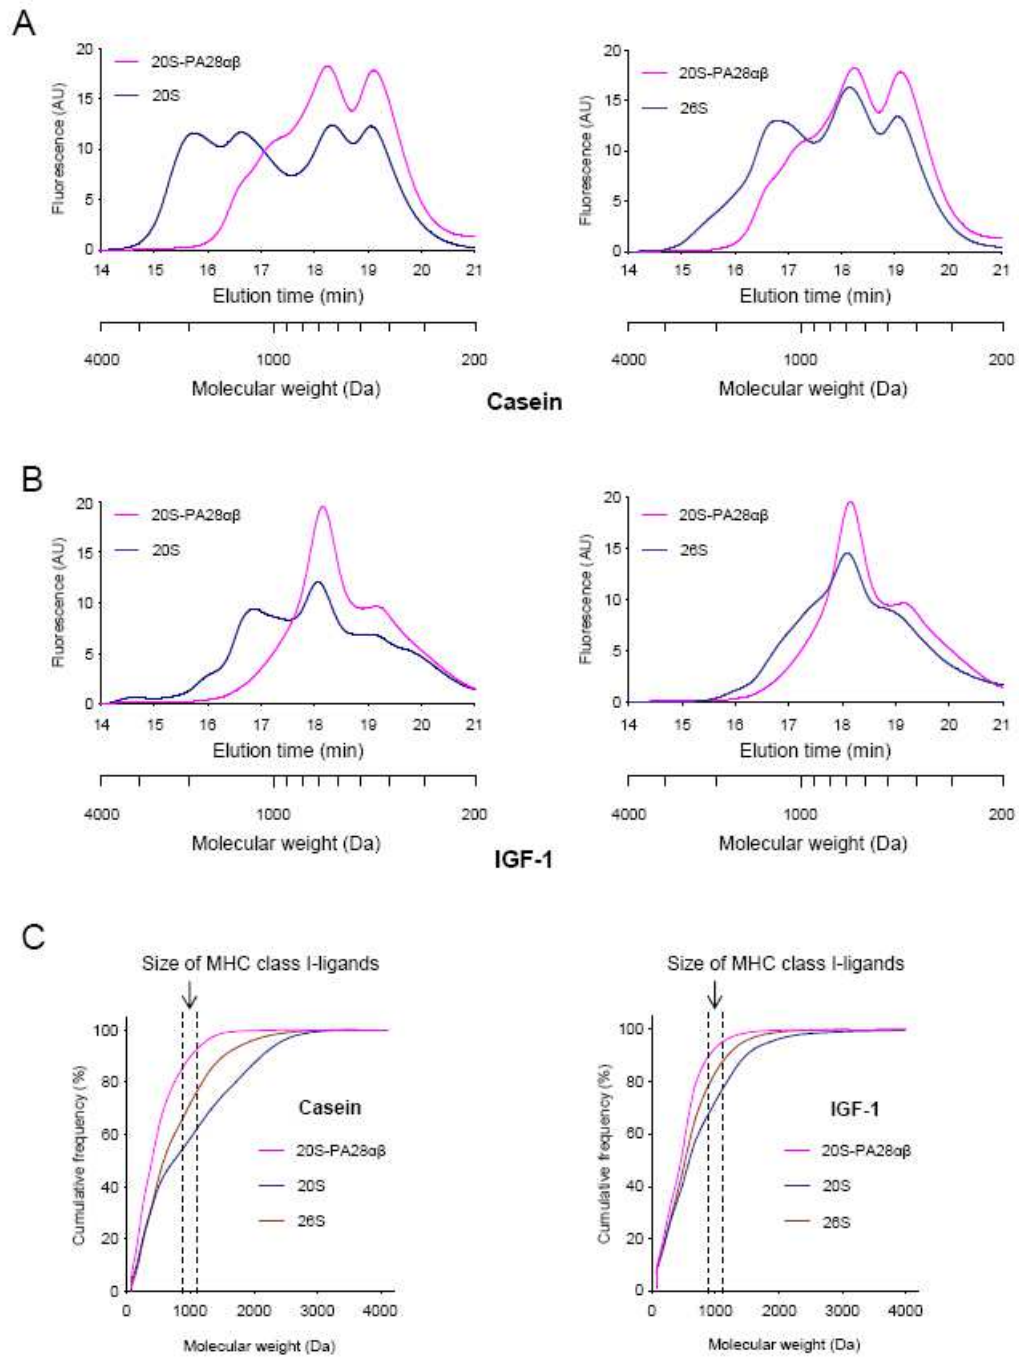 A
20S-PA28αβ
20S
Fluorescence (AU)
20
15
10
5
0
14 15 16 17 18 19 20 21
Elution time (min)
4000 1000 200
Molecular weight (Da)
20S-PA28αβ
26S
Fluorescence (AU)
20
15
10
5
0
14 15 16 17 18 19 20 21
Elution time (min)
4000 1000 200
Molecular weight (Da)
Casein
B
20S-PA28αβ
20S
Fluorescence (AU)
20
15
10
5
0
14 15 16 17 18 19 20 21
Elution time (min)
4000 1000 200
Molecular weight (Da)
20S-PA28αβ
26S
Fluorescence (AU)
20
15
10
5
0
14 15 16 17 18 19 20 21
Elution time (min)
4000 1000 200
Molecular weight (Da)
IGF-1
C
Size of MHC class I-ligands
Cumulative frequency (%)
100
80
60
40
20
0
Casein
20S-PA28αβ
20S
26S
0 1000 2000 3000 4000
Molecular weight (Da)
Size of MHC class I-ligands
Cumulative frequency (%)
100
80
60
40
20
0
IGF-1
20S-PA28αβ
20S
26S
0 1000 2000 3000 4000
Molecular weight (Da)